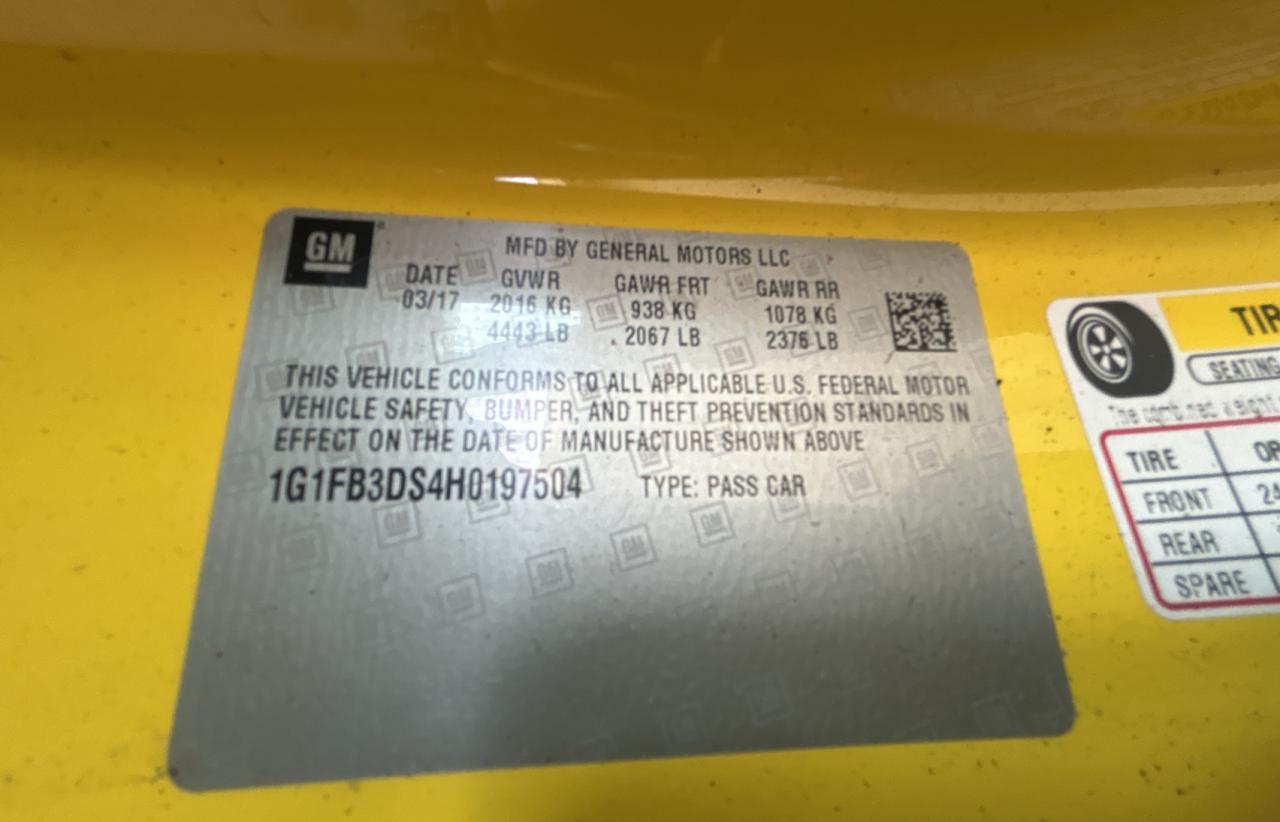 GM
MFD BY GENERAL MOTORS LLC
DATE GVWR GAWR FRT GAWR RR
03/17 2016 KG 938 KG 1078 KG
4443 LB 2067 LB 2376 LB
THIS VEHICLE CONFORMS TO ALL APPLICABLE U.S. FEDERAL MOTOR
VEHICLE SAFETY, BUMPER, AND THEFT PREVENTION STANDARDS IN
EFFECT ON THE DATE OF MANUFACTURE SHOWN ABOVE
1G1FB3DS4H0197504 TYPE: PASS CAR
SEATING
The combined weight
TIRE
FRONT
REAR
SPARE